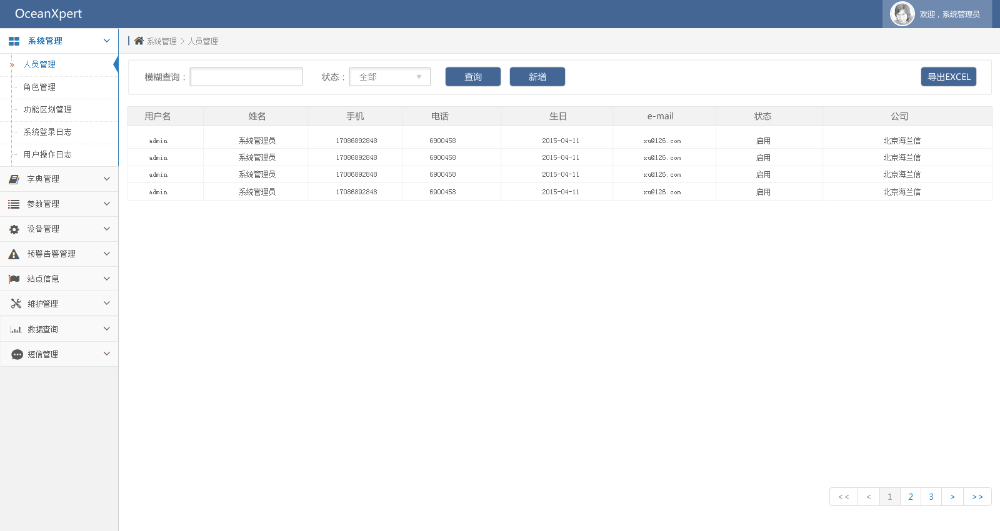 OceanXpert
欢迎，系统管理员
系统管理
人员管理
角色管理
功能区划管理
系统登录日志
用户操作日志
字典管理
参数管理
设备管理
预警告警管理
站点信息
维护管理
数据查询
短信管理
系统管理 > 人员管理
模糊查询： 状态： 全部 查询 新增 导出EXCEL
用户名 姓名 手机 电话 生日 e-mail 状态 公司
admin 系统管理员 17086892848 6900458 2015-04-11 xu@126.com 启用 北京海兰信
admin 系统管理员 17086892848 6900458 2015-04-11 xu@126.com 启用 北京海兰信
admin 系统管理员 17086892848 6900458 2015-04-11 xu@126.com 启用 北京海兰信
admin 系统管理员 17086892848 6900458 2015-04-11 xu@126.com 启用 北京海兰信
<< < 1 2 3 > >>